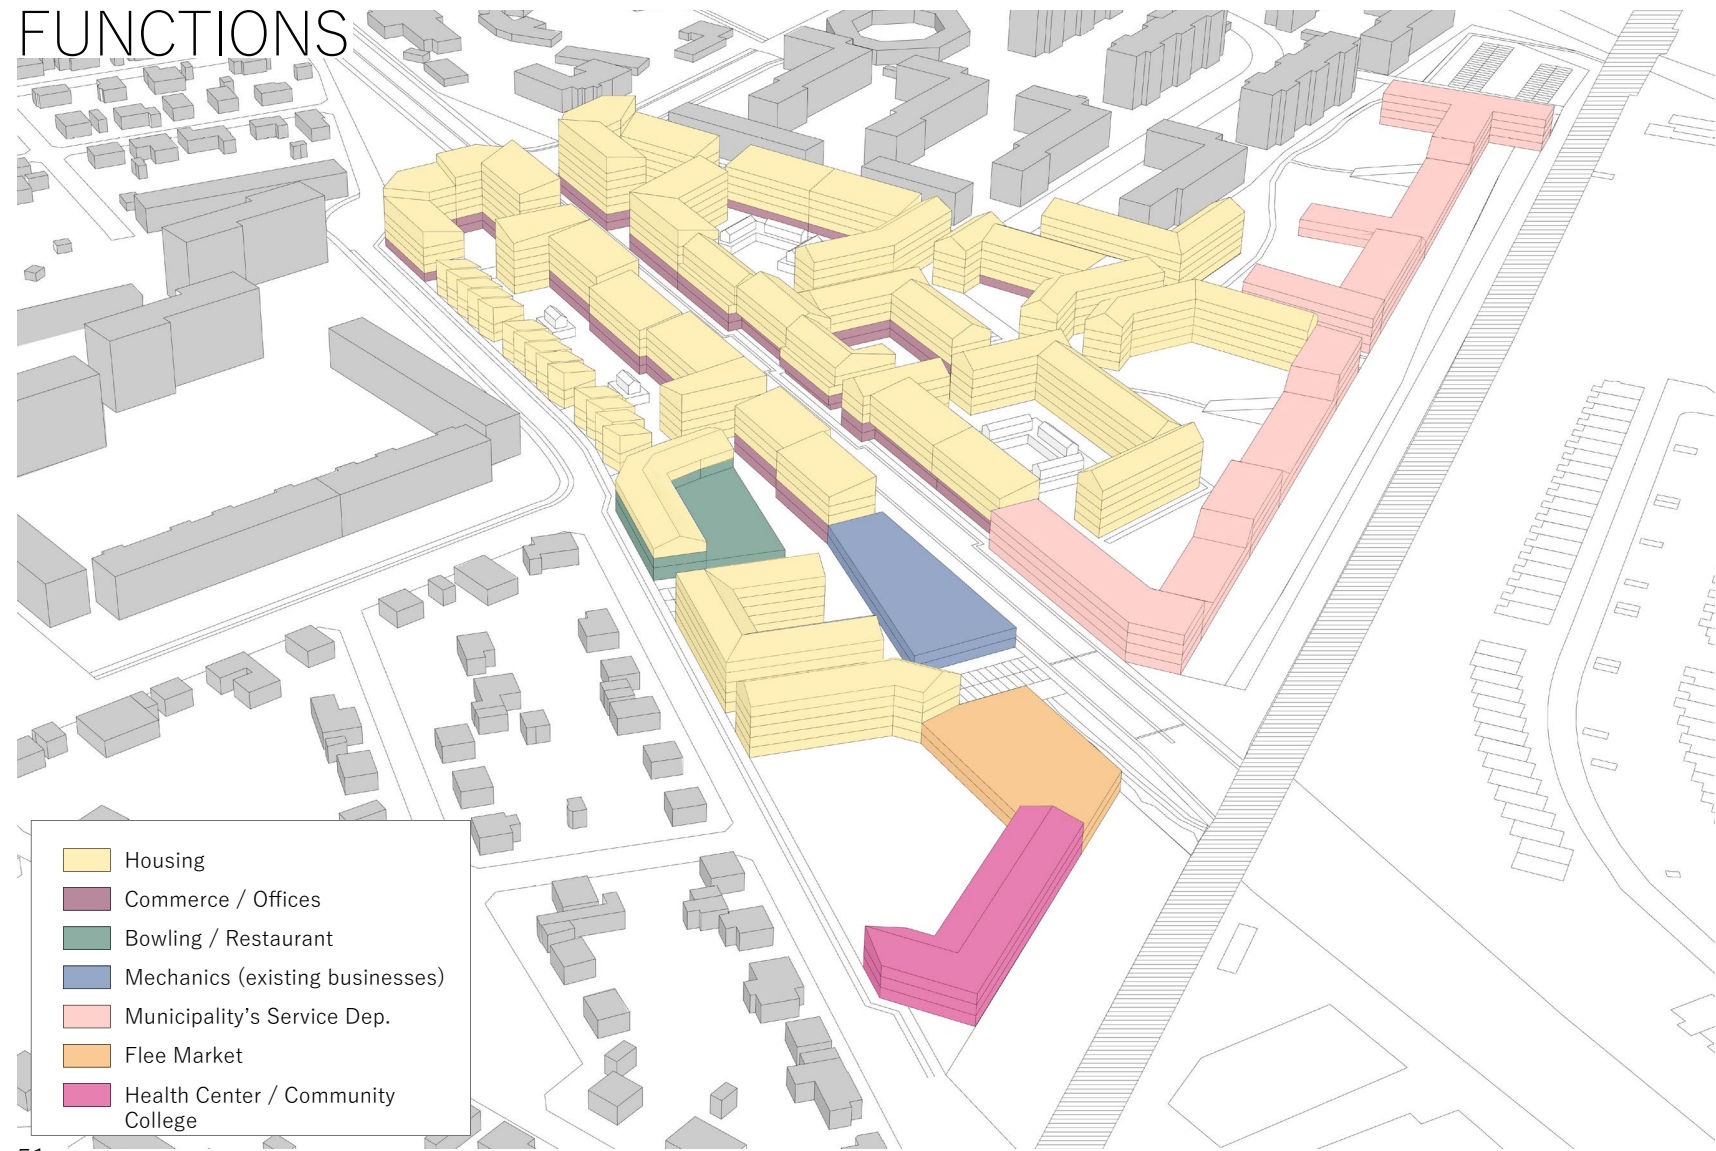 FUNCTIONS
Housing
Commerce / Offices
Bowling / Restaurant
Mechanics (existing businesses)
Municipality’s Service Dep.
Flee Market
Health Center / Community
College